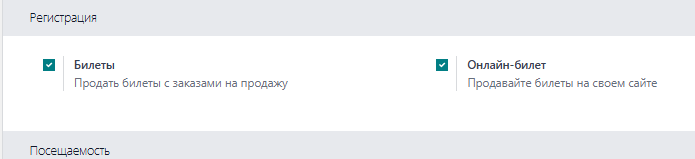 Регистрация
Билеты
Продать билеты с заказами на продажу
Онлайн-билет
Продавайте билеты на своем сайте
Посещаемость